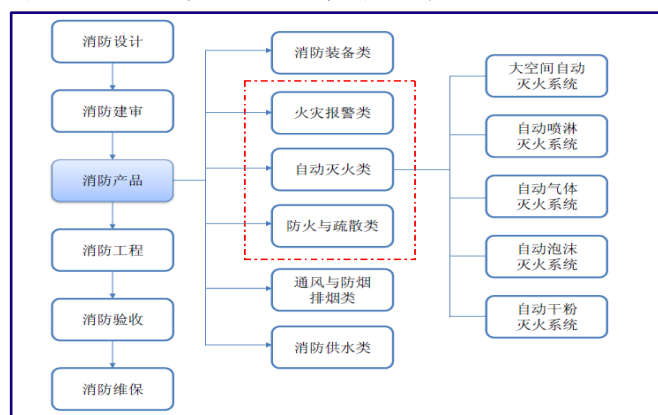 消防设计
消防建审
消防产品
消防工程
消防验收
消防维保
消防装备类
火灾报警类
自动灭火类
防火与疏散类
通风与防烟
排烟类
消防供水类
大空间自动
灭火系统
自动喷淋
灭火系统
自动气体
灭火系统
自动泡沫
灭火系统
自动干粉
灭火系统